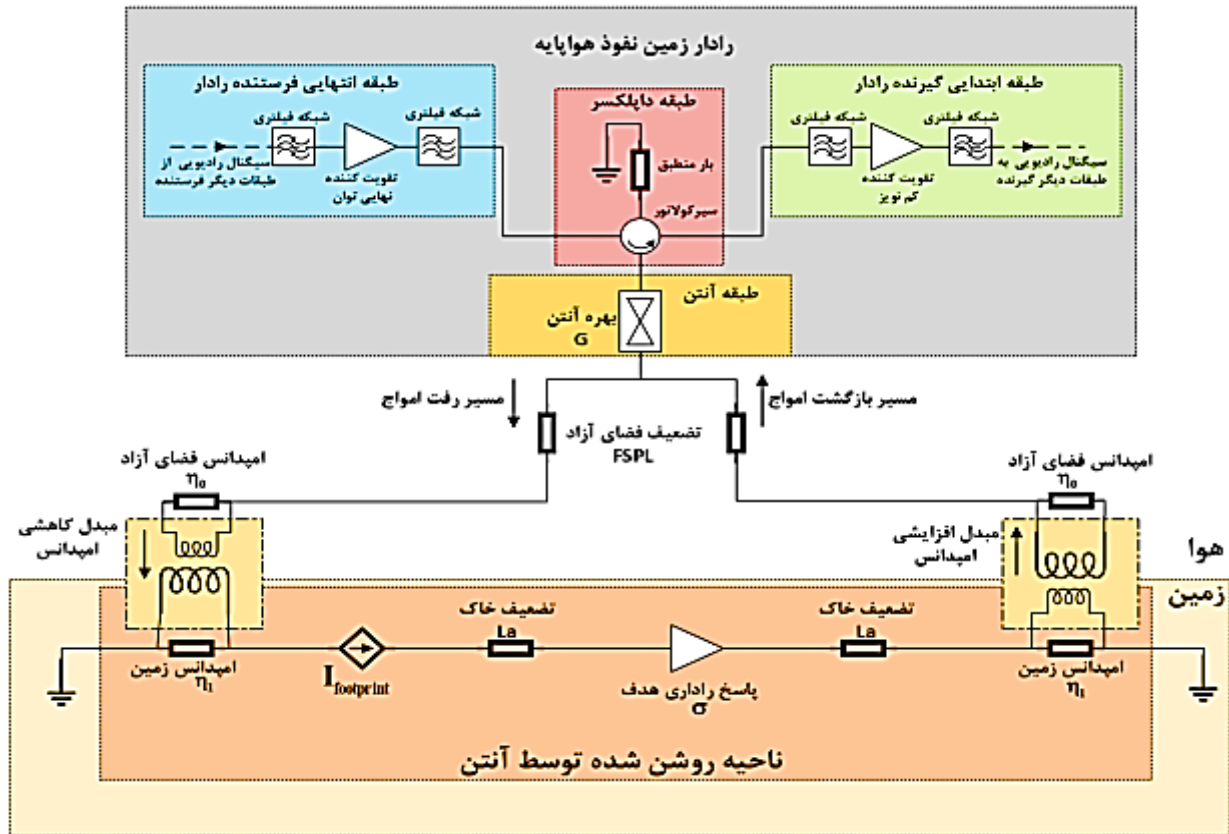 رادار زمین نفوذ هواپایه
طبقه انتهایی فرستنده رادار
شبکه فیلتری
شبکه فیلتری
سیگنال رادیویی از
طبقات دیگر فرستنده
تقویت کننده
نهایی توان
طبقه داپلکسر
بار منطبق
سیرکولاتور
طبقه ابتدایی گیرنده رادار
شبکه فیلتری
شبکه فیلتری
تقویت کننده
کم نویز
سیگنال رادیویی به
طبقات دیگر گیرنده
طبقه آنتن
بهره آنتن
G
مسیر رفت امواج
مسیر بازگشت امواج
تضعیف فضای آزاد
FSPL
امپدانس فضای آزاد
η₀
امپدانس فضای آزاد
η₀
مبدل کاهشی
امپدانس
مبدل افزایشی
امپدانس
هوا
زمین
تضعیف خاک
La
تضعیف خاک
La
امپدانس زمین
η₁
I footprint
پاسخ راداری هدف
σ
امپدانس زمین
η₁
ناحیه روشن شده توسط آنتن